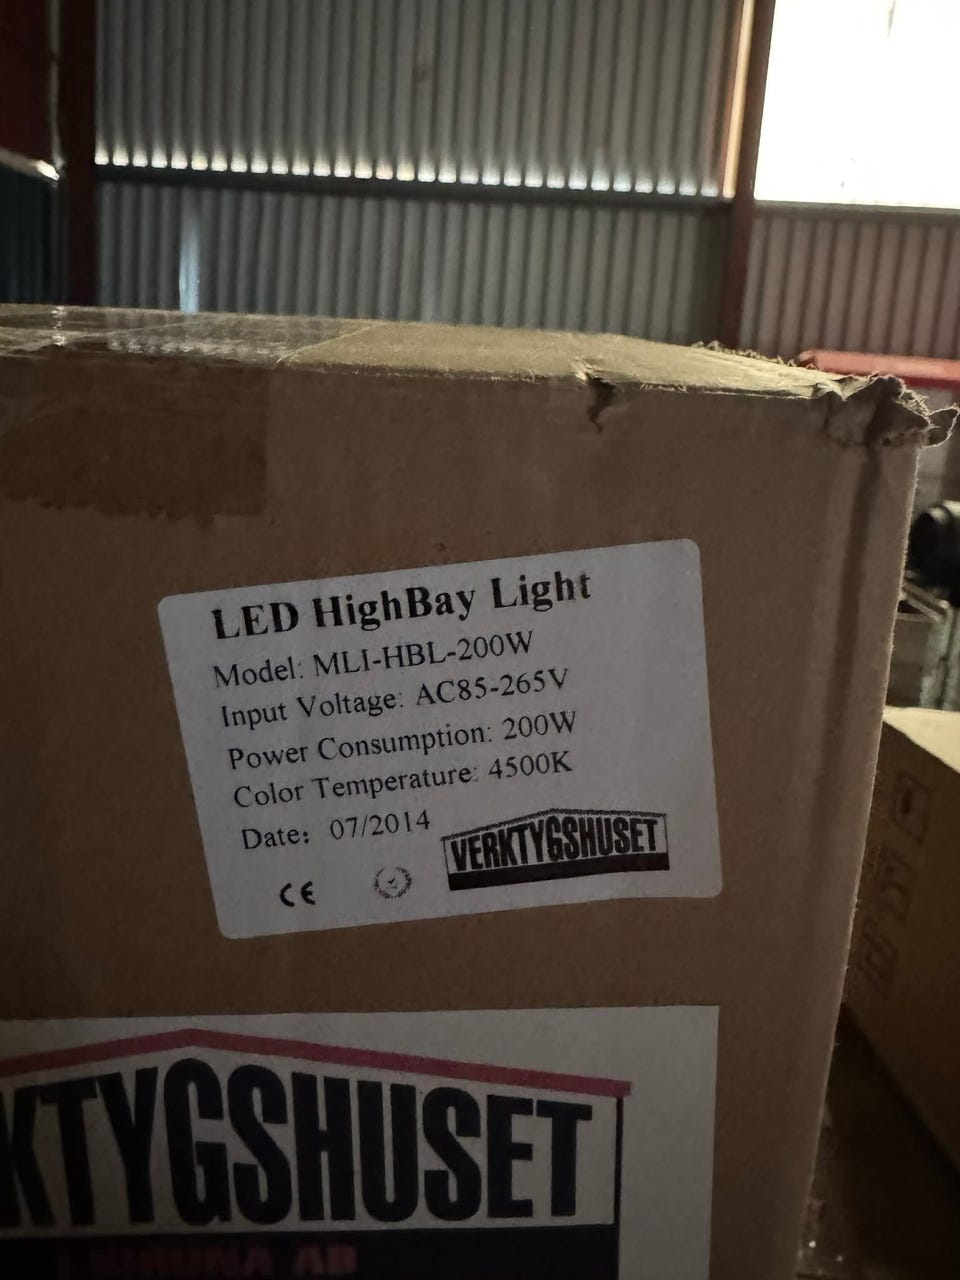 LED HighBay Light
Model: MLI-HBL-200W
Input Voltage: AC85-265V
Power Consumption: 200W
Color Temperature: 4500K
Date: 07/2014
VERKTYGSHUSET
CE
KTYGSHUSET
AB